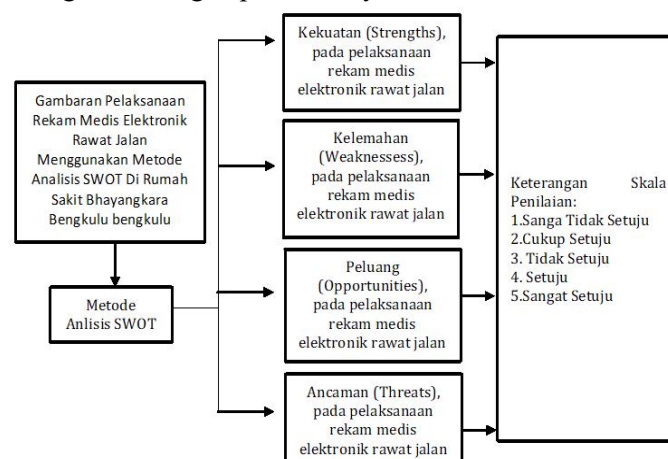 Kekuatan (Strengths),
pada pelaksanaan
rekam medis
elektronik rawat jalan
Gambaran Pelaksanaan
Rekam Medis Elektronik
Rawat Jalan
Menggunakan Metode
Analisis SWOT Di Rumah
Sakit Bhayangkara
Bengkulu bengkulu
Metode
Anlisis SWOT
Kelemahan
(Weaknessess),
pada pelaksanaan
rekam medis
elektronik rawat jalan
Peluang
(Opportunities),
pada pelaksanaan
rekam medis
elektronik rawat jalan
Ancaman (Threats),
pada pelaksanaan
rekam medis
elektronik rawat jalan
Keterangan Skala
Penilaian:
1.Sanga Tidak Setuju
2.Cukup Setuju
3. Tidak Setuju
4. Setuju
5.Sangat Setuju